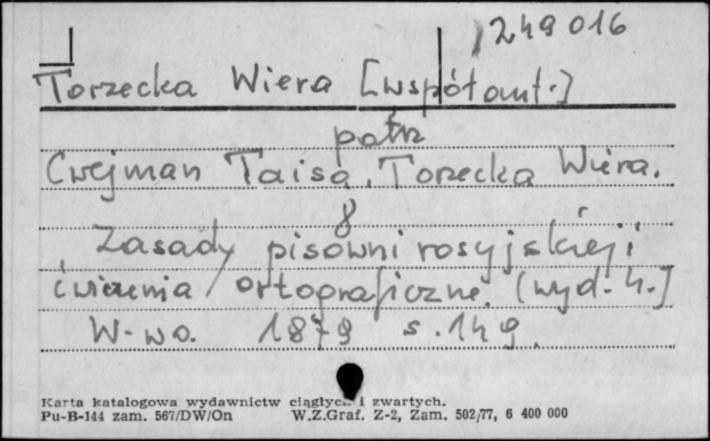 249016
Torzecka Wiera [współaut.]
patrz
Cwejman Taisa, Torzecka Wiera.
8
Zasady pisowni rosyjskiej i
ćwiczenia ortograficzne. (wyd. 4.]
W-wa. 1879 s. 149.
Karta katalogowa wydawnictw ciągłych i zwartych.
Pu-B-144 zam. 567/DW/On W.Z.Graf. Z-2, Zam. 502/77, 6 400 000